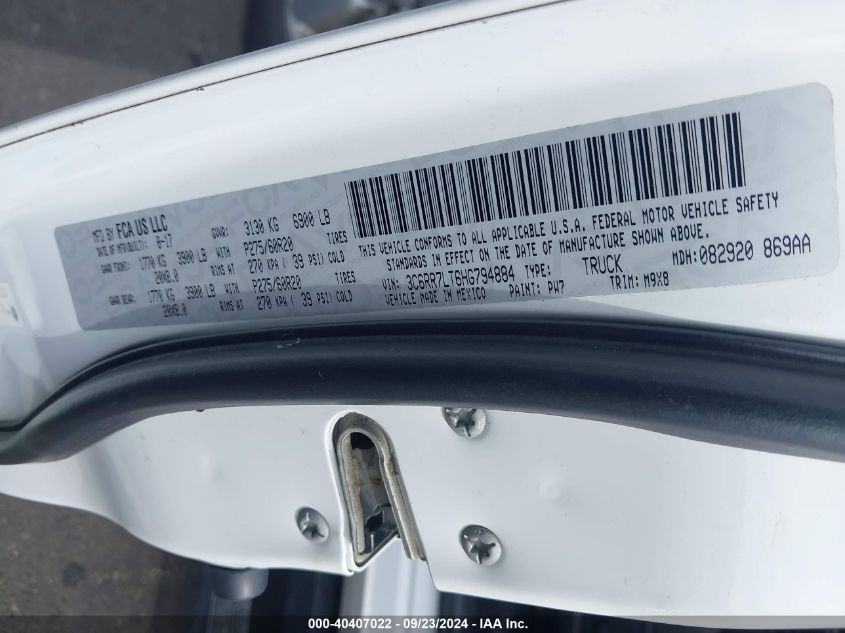 MFD BY FCA US LLC
DATE OF MFR/BUILT: 8-17 GVWR: 3130 KG 6900 LB
GAWR FRONT: 1770 KG 3900 LB WITH P275/60R20 TIRES
20X8.0 RIMS AT 270 KPA ( 39 PSI) COLD
GAWR REAR: 1770 KG 3900 LB WITH P275/60R20 TIRES
20X8.0 RIMS AT 270 KPA ( 39 PSI) COLD
THIS VEHICLE CONFORMS TO ALL APPLICABLE U.S.A. FEDERAL MOTOR VEHICLE SAFETY
STANDARDS IN EFFECT ON THE DATE OF MANUFACTURE SHOWN ABOVE.
VIN: 3C6RR7LT6HG794884 TYPE: TRUCK MDH: 082920 869AA
VEHICLE MADE IN MEXICO PAINT: PW7 TRIM: M9X8
000-40407022 - 09/23/2024 - IAA Inc.